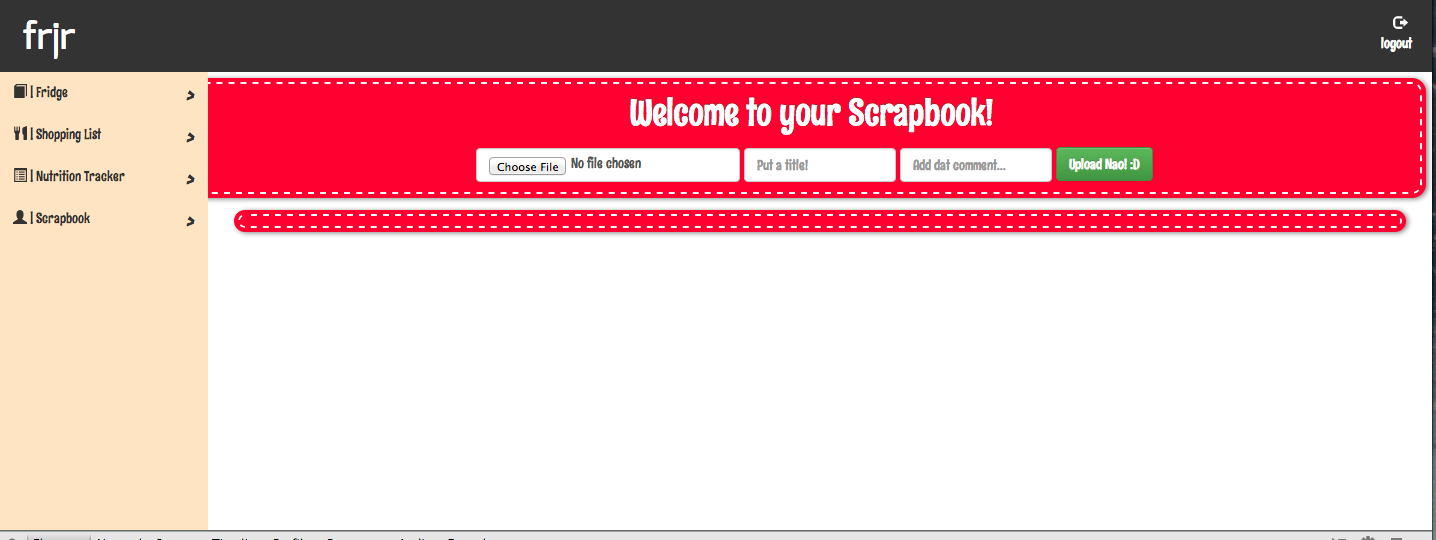 frjr
logout
| Fridge >
| Shopping List >
| Nutrition Tracker >
| Scrapbook >
Welcome to your Scrapbook!
Choose File No file chosen
Put a title!
Add dat comment...
Upload Nao! :D